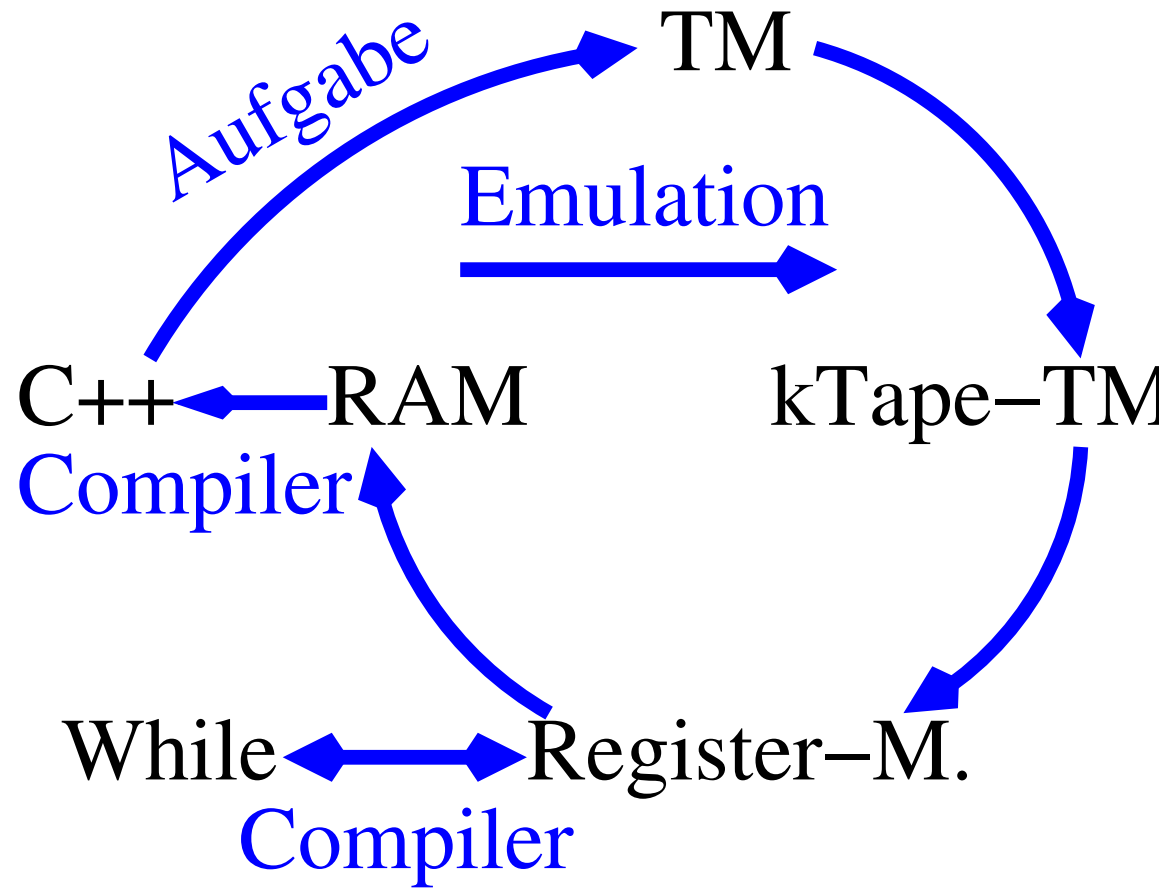 TM
Aufgabe
Emulation
C++ RAM kTape−TM
Compiler
While Register−M.
Compiler